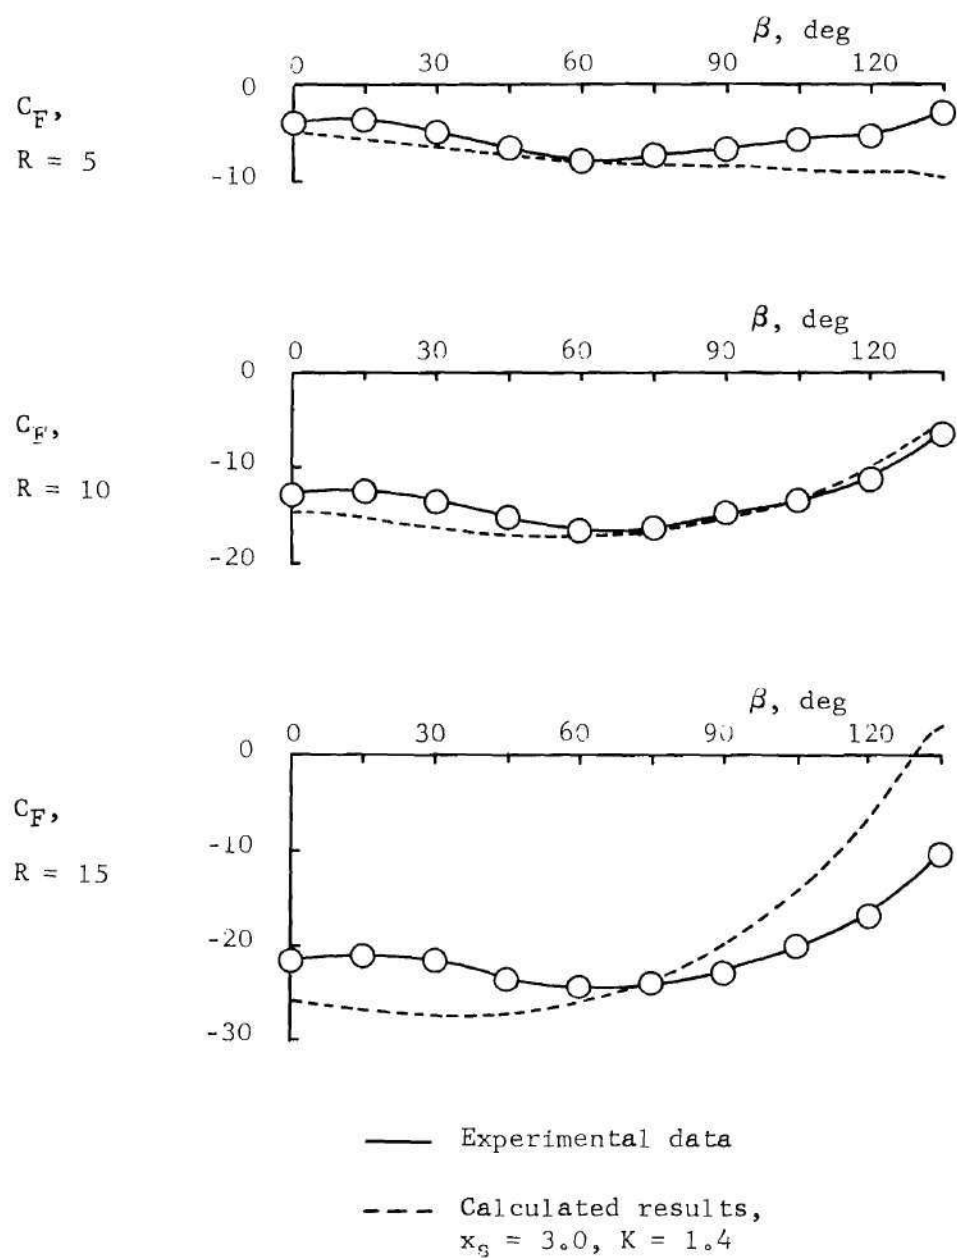 β, deg
0 30 60 90 120
0
C_F,
R = 5
-10
β, deg
0 30 60 90 120
0
C_F,
-10
R = 10
-20
β, deg
0 30 60 90 120
0
C_F,
-10
R = 15
-20
-30
Experimental data
Calculated results,
x_s = 3.0, K = 1.4